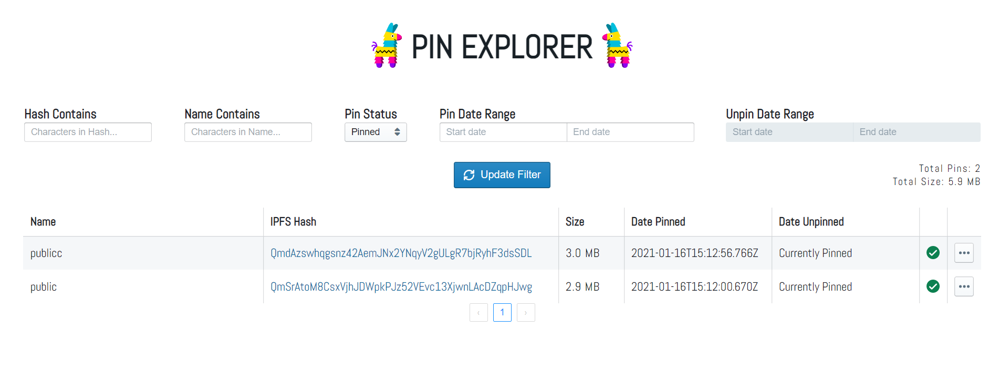 PIN EXPLORER
Hash Contains Name Contains Pin Status Pin Date Range Unpin Date Range
Characters in Hash... Characters in Name... Pinned Start date End date Start date End date
Update Filter
Total Pins: 2
Total Size: 5.9 MB
Name IPFS Hash Size Date Pinned Date Unpinned
publicc QmdAzswhqgsnz42AemJNx2YNqyV2gULgR7bjRyhF3dsSDL 3.0 MB 2021-01-16T15:12:56.766Z Currently Pinned
public QmSrAtoM8CsxVjhJDWpkPJz52VEvc13XjwnLAcDZqpHJwg 2.9 MB 2021-01-16T15:12:00.670Z Currently Pinned
‹ 1 ›